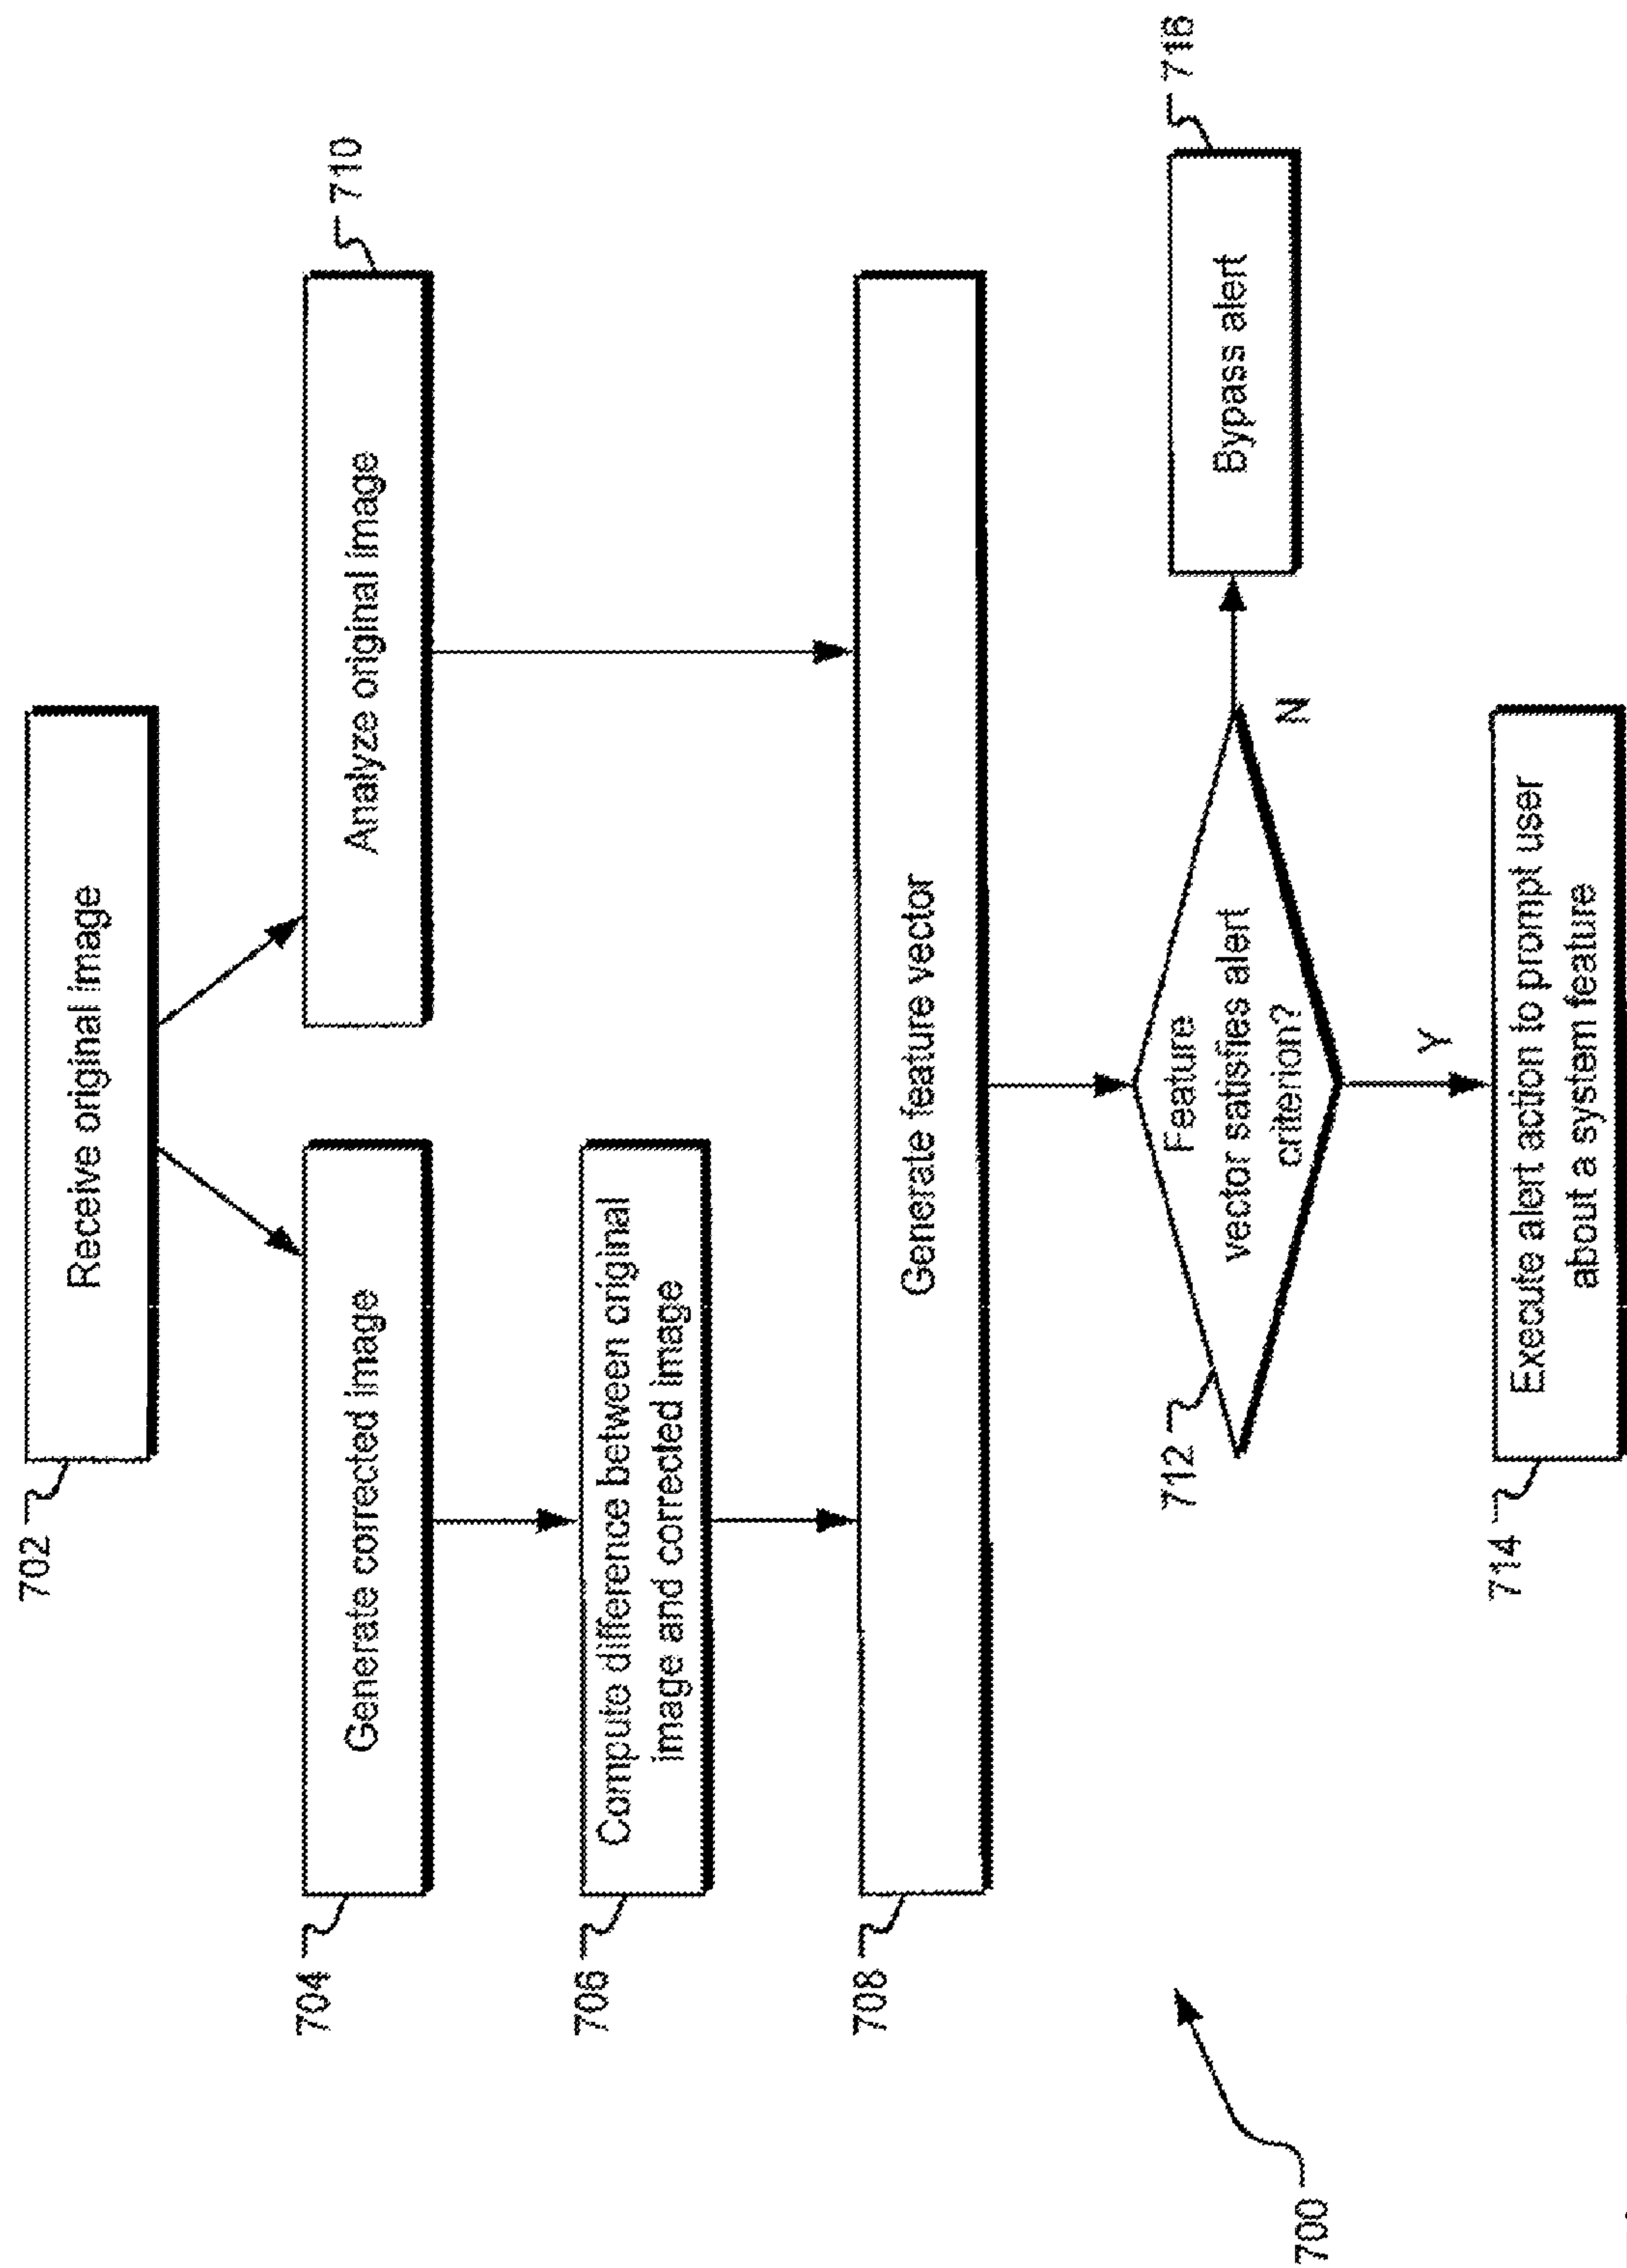 702
Receive original image
704
Generate corrected image
Analyze original image
710
706
Compute difference between original
image and corrected image
708
Generate feature vector
712
Feature
vector satisfies alert
criterion?
N
Bypass alert
716
Y
714
Execute alert action to prompt user
about a system feature
700